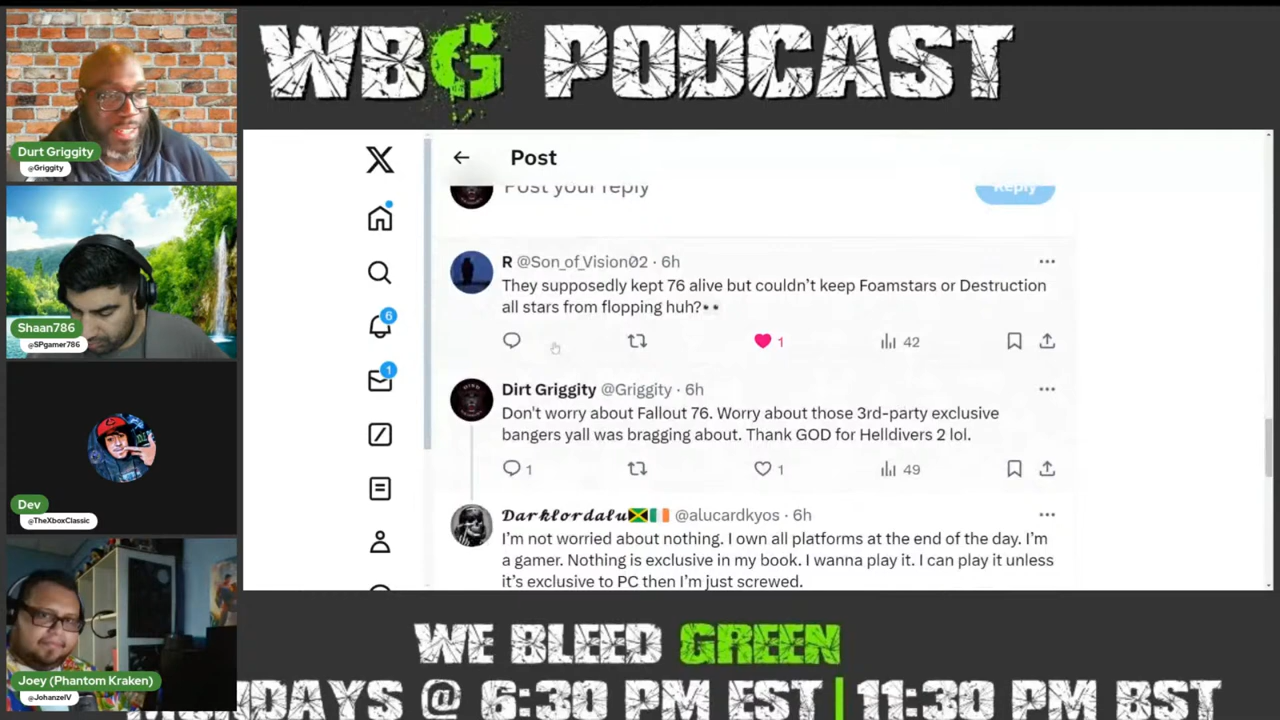 WBG PODCAST
Durt Griggity
@Griggity
Shaan786
@SPgamer786
Dev
@TheXboxClassic
Joey (Phantom Kraken)
@JohanzelV
X
Post
Post your reply
Reply
R @Son_of_Vision02 · 6h
They supposedly kept 76 alive but couldn't keep Foamstars or Destruction
all stars from flopping huh?👀
1
42
6
1
Dirt Griggity @Griggity · 6h
Don't worry about Fallout 76. Worry about those 3rd-party exclusive
bangers yall was bragging about. Thank GOD for Helldivers 2 lol.
1
1
49
Darklordalu🇯🇲🇮🇪 @alucardkyos · 6h
I'm not worried about nothing. I own all platforms at the end of the day. I'm
a gamer. Nothing is exclusive in my book. I wanna play it. I can play it unless
it's exclusive to PC then I'm just screwed.
WE BLEED GREEN
@ 6:30 PM EST | 11:30 PM BST